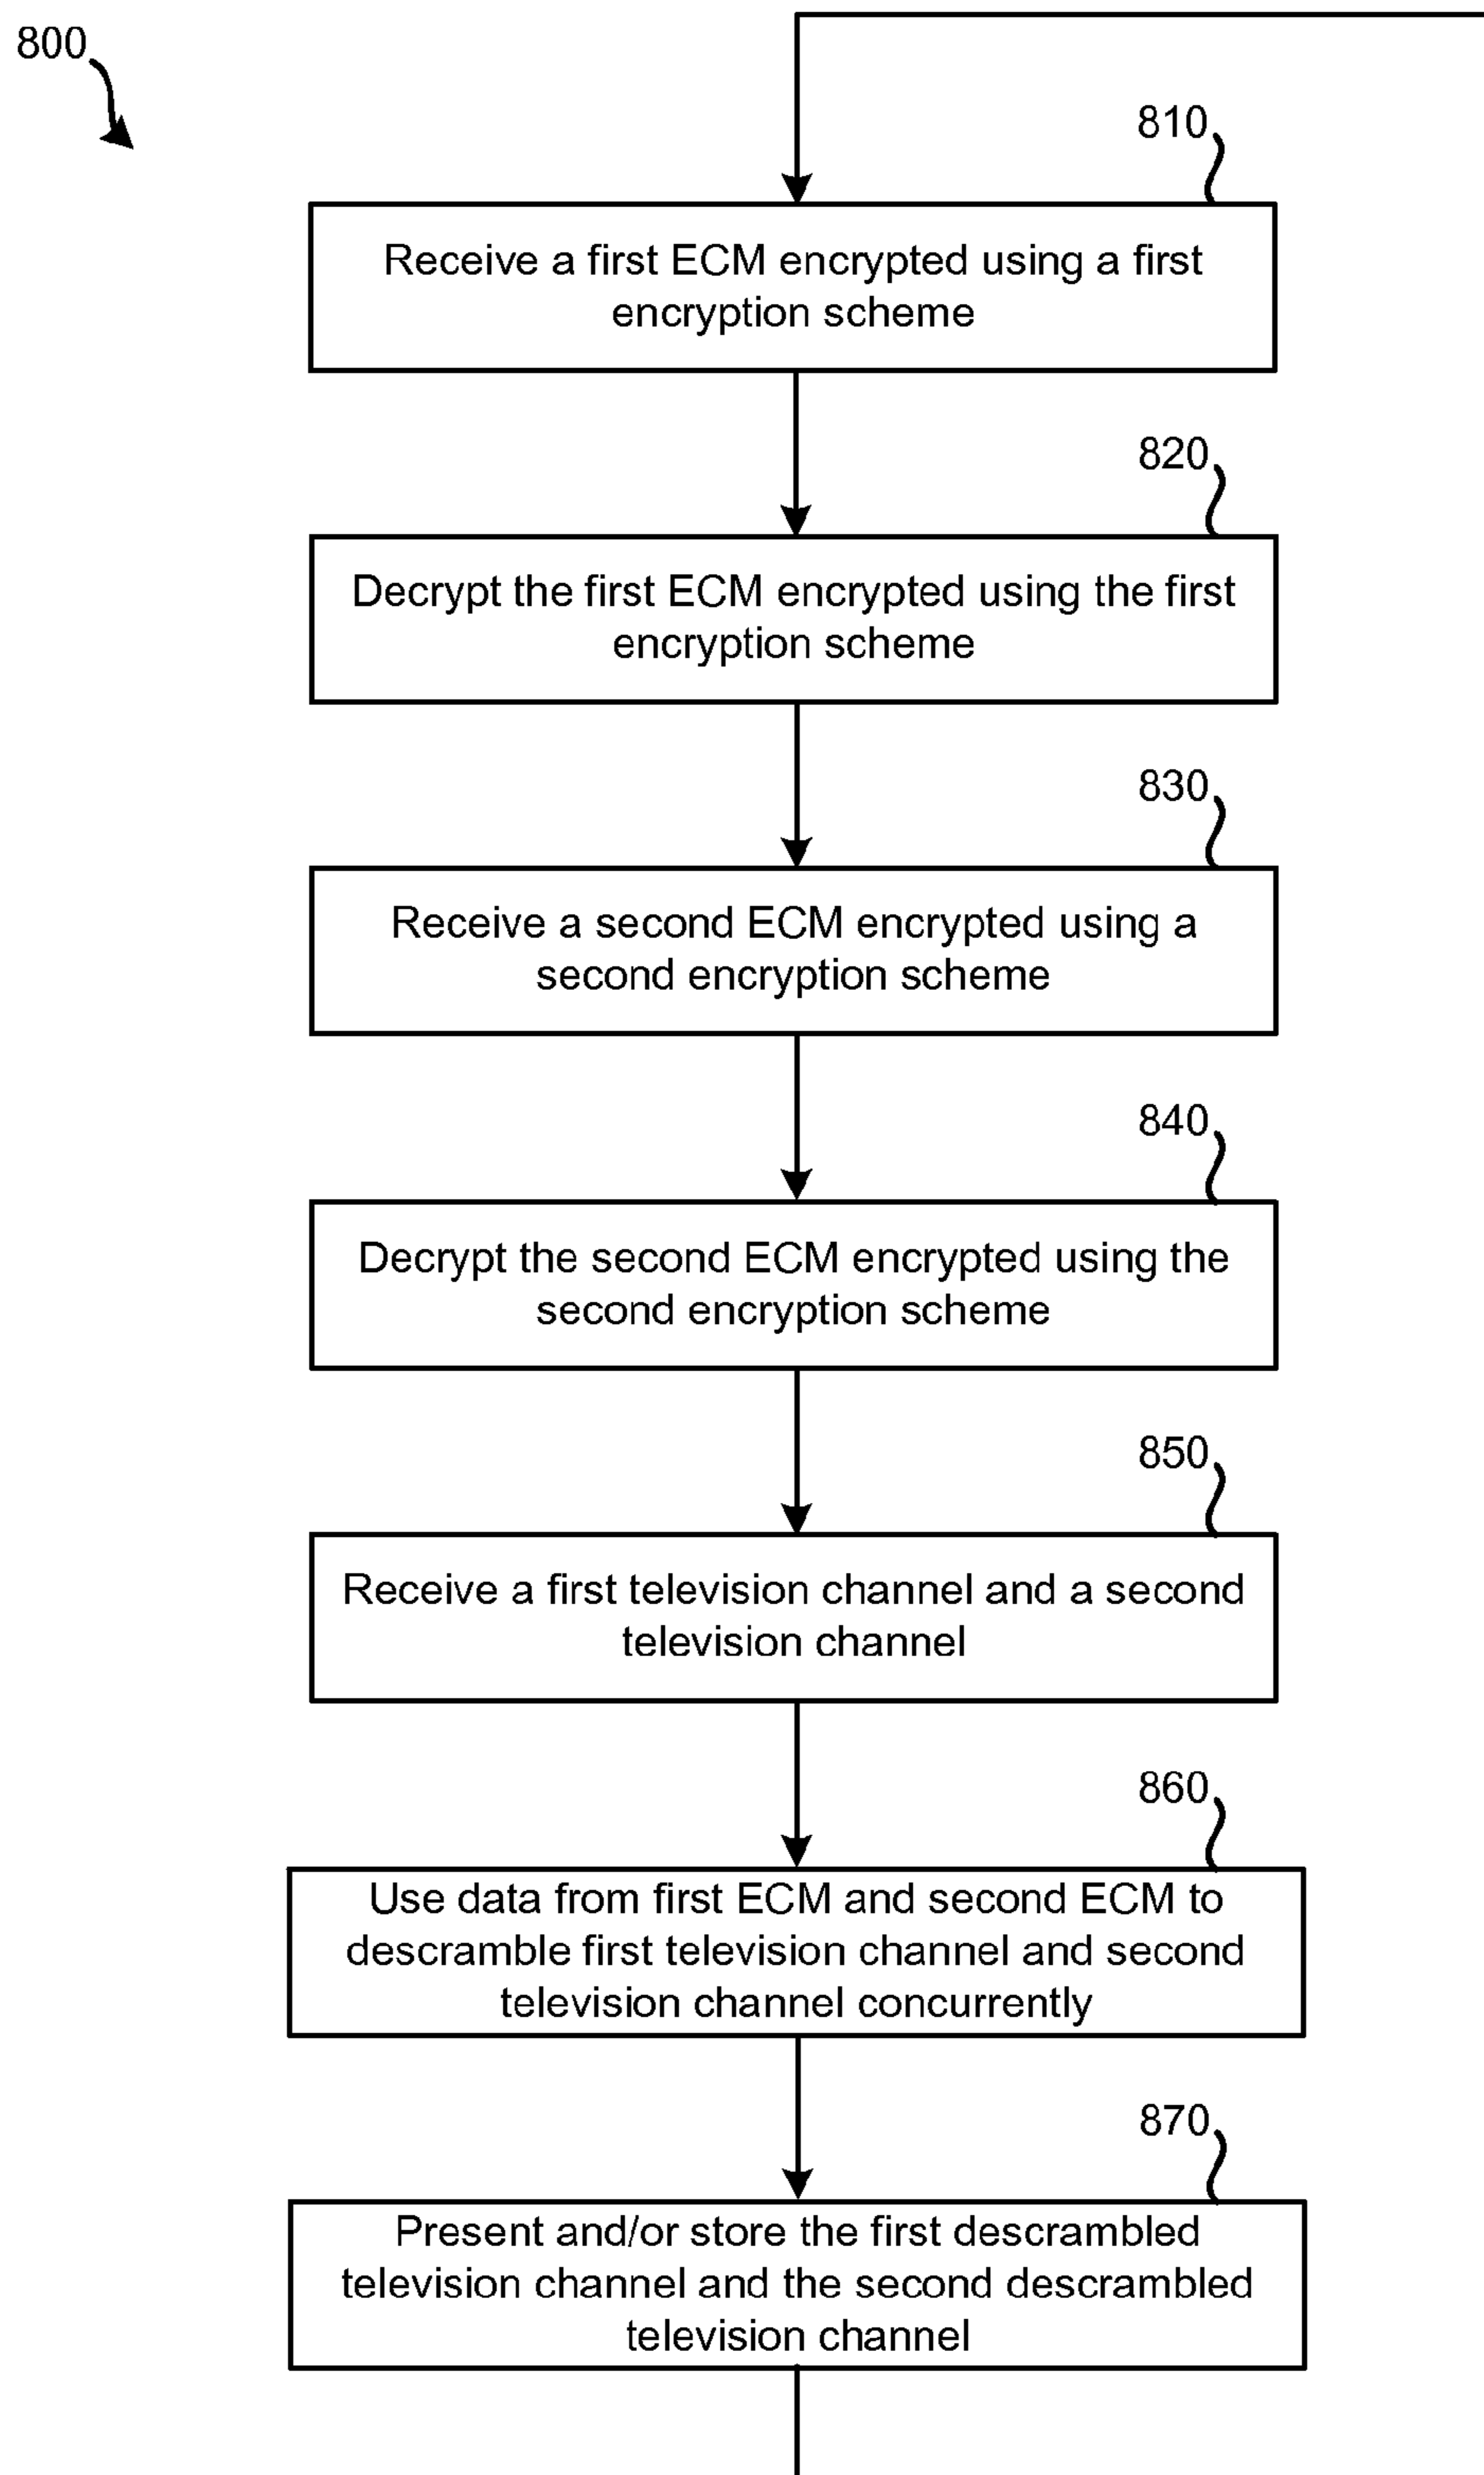 800
810
Receive a first ECM encrypted using a first
encryption scheme
820
Decrypt the first ECM encrypted using the first
encryption scheme
830
Receive a second ECM encrypted using a
second encryption scheme
840
Decrypt the second ECM encrypted using the
second encryption scheme
850
Receive a first television channel and a second
television channel
860
Use data from first ECM and second ECM to
descramble first television channel and second
television channel concurrently
870
Present and/or store the first descrambled
television channel and the second descrambled
television channel